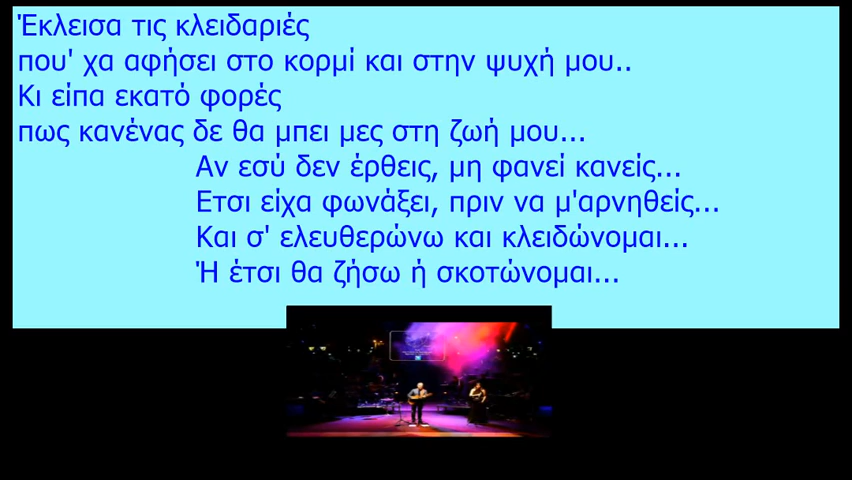 Έκλεισα τις κλειδαριές
που' χα αφήσει στο κορμί και στην ψυχή μου..
Κι είπα εκατό φορές
πως κανένας δε θα μπει μες στη ζωή μου...
Αν εσύ δεν έρθεις, μη φανεί κανείς...
Ετσι είχα φωνάξει, πριν να μ'αρνηθείς...
Και σ' ελευθερώνω και κλειδώνομαι...
Ή έτσι θα ζήσω ή σκοτώνομαι...